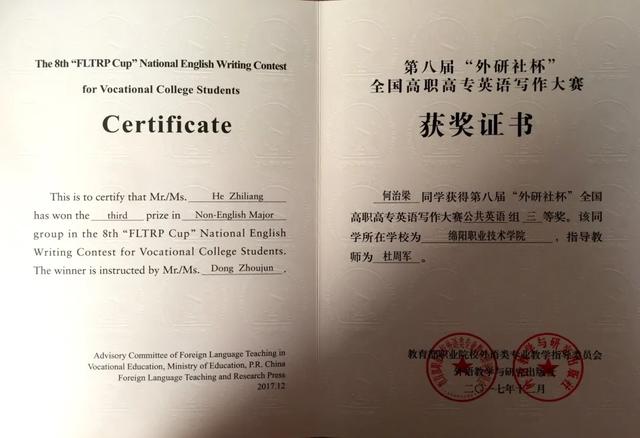 The 8th “FLTRP Cup” National English Writing Contest
for Vocational College Students
Certificate
This is to certify that Mr./Ms. He Zhiliang
has won the third prize in Non-English Major
group in the 8th “FLTRP Cup” National English
Writing Contest for Vocational College Students.
The winner is instructed by Mr./Ms. Dong Zhoujun.
Advisory Committee of Foreign Language Teaching in
Vocational Education, Ministry of Education, P.R. China
Foreign Language Teaching and Research Press
2017.12
第八届“外研社杯”
全国高职高专英语写作大赛
获奖证书
何治梁同学获得第八届“外研社杯”全国
高职高专英语写作大赛公共英语组三等奖。该同
学所在学校为绵阳职业技术学院，指导教
师为杜周军。
教育部职业院校外语类专业教学指导委员会
外语教学与研究出版社
二〇一七年十二月